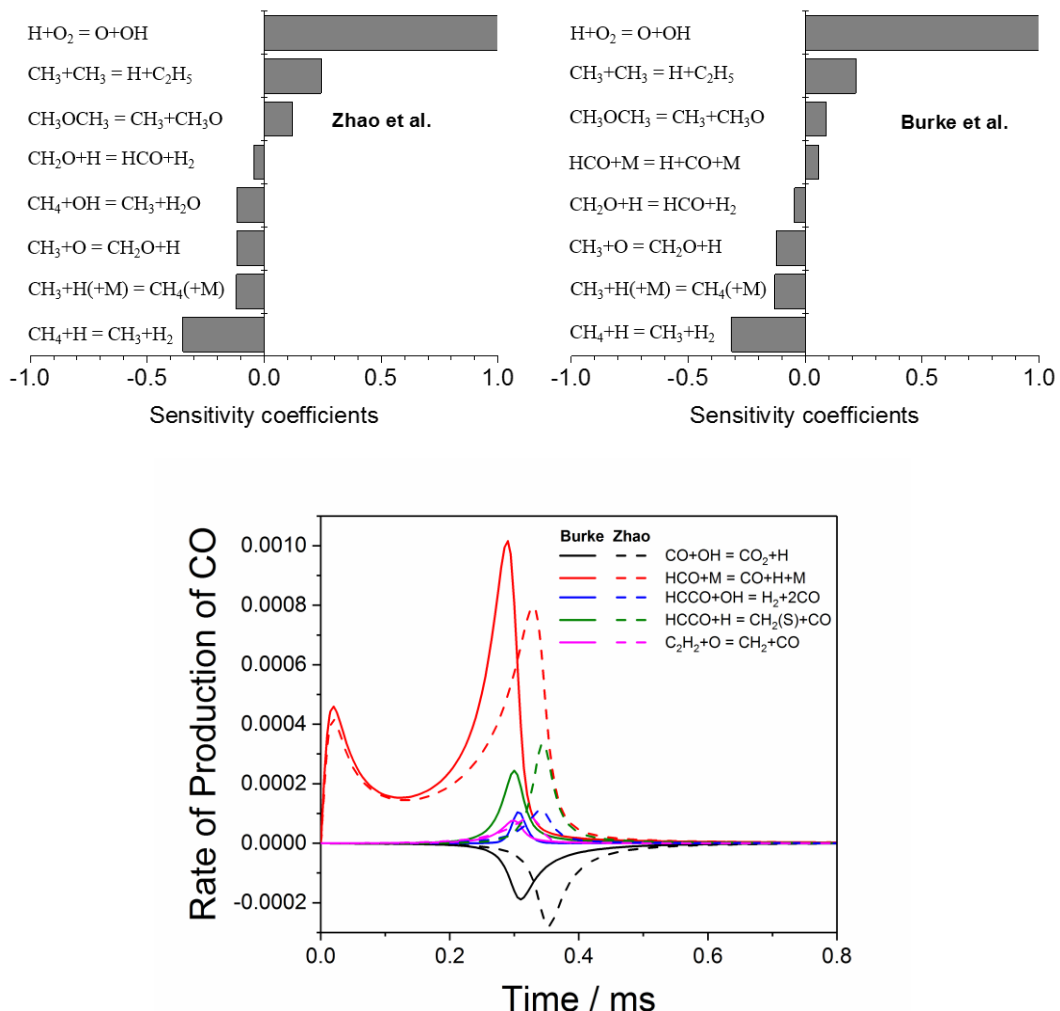 H+O₂ = O+OH
CH₃+CH₃ = H+C₂H₅
CH₃OCH₃ = CH₃+CH₃O
Zhao et al.
CH₂O+H = HCO+H₂
CH₄+OH = CH₃+H₂O
CH₃+O = CH₂O+H
CH₃+H(+M) = CH₄(+M)
CH₄+H = CH₃+H₂
-1.0 -0.5 0.0 0.5 1.0
Sensitivity coefficients
H+O₂ = O+OH
CH₃+CH₃ = H+C₂H₅
CH₃OCH₃ = CH₃+CH₃O
Burke et al.
HCO+M = H+CO+M
CH₂O+H = HCO+H₂
CH₃+O = CH₂O+H
CH₃+H(+M) = CH₄(+M)
CH₄+H = CH₃+H₂
-1.0 -0.5 0.0 0.5 1.0
Sensitivity coefficients
Rate of Production of CO
0.0010
0.0008
0.0006
0.0004
0.0002
0.0000
-0.0002
Burke Zhao
CO+OH = CO₂+H
HCO+M = CO+H+M
HCCO+OH = H₂+2CO
HCCO+H = CH₂(S)+CO
C₂H₂+O = CH₂+CO
0.0 0.2 0.4 0.6 0.8
Time / ms